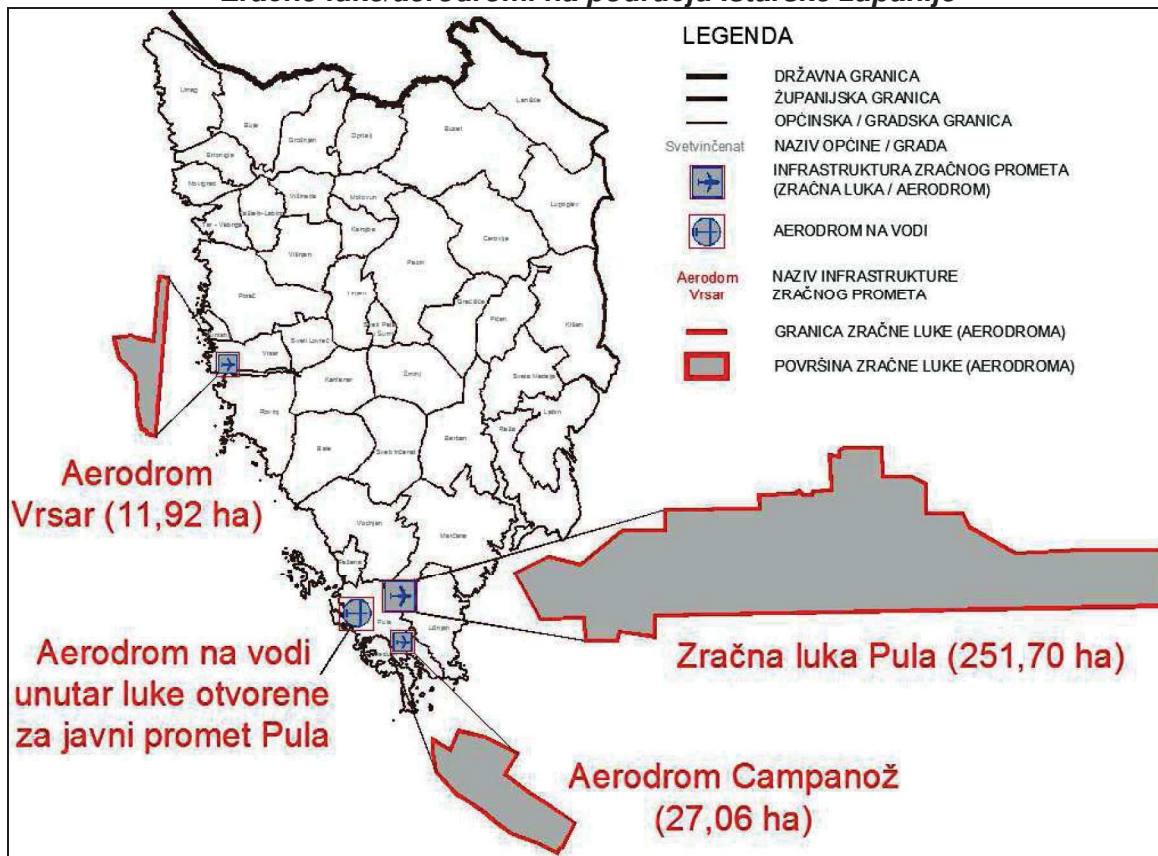 Zračne luke/aerodromi na području Istarske županije
LEGENDA
DRŽAVNA GRANICA
ŽUPANIJSKA GRANICA
OPĆINSKA / GRADSKA GRANICA
Svetvinčenat
NAZIV OPĆINE / GRADA
INFRASTRUKTURA ZRAČNOG PROMETA
(ZRAČNA LUKA / AERODROM)
AERODROM NA VODI
Aerodom
Vrsar
NAZIV INFRASTRUKTURE
ZRAČNOG PROMETA
GRANICA ZRAČNE LUKE (AERODROMA)
POVRŠINA ZRAČNE LUKE (AERODROMA)
Umag
Buje
Grožnjan
Oprtalj
Buzet
Lanišće
Brtonigla
Novigrad
Vižinada
Motovun
Lupoglav
Karojba
Cerovlje
Višnjan
Pazin
Poreč
Gračišće
Pićan
Kršan
Vrsar
Sveti Lovreč
Kanfanar
Žminj
Sveta Nedelja
Labin
Rovinj
Raša
Bale
Svetvinčenat
Barban
Vodnjan
Marčana
Fažana
Pula
Ližnjan
Aerodrom
Vrsar (11,92 ha)
Aerodrom na vodi
unutar luke otvorene
za javni promet Pula
Zračna luka Pula (251,70 ha)
Aerodrom Campanož
(27,06 ha)